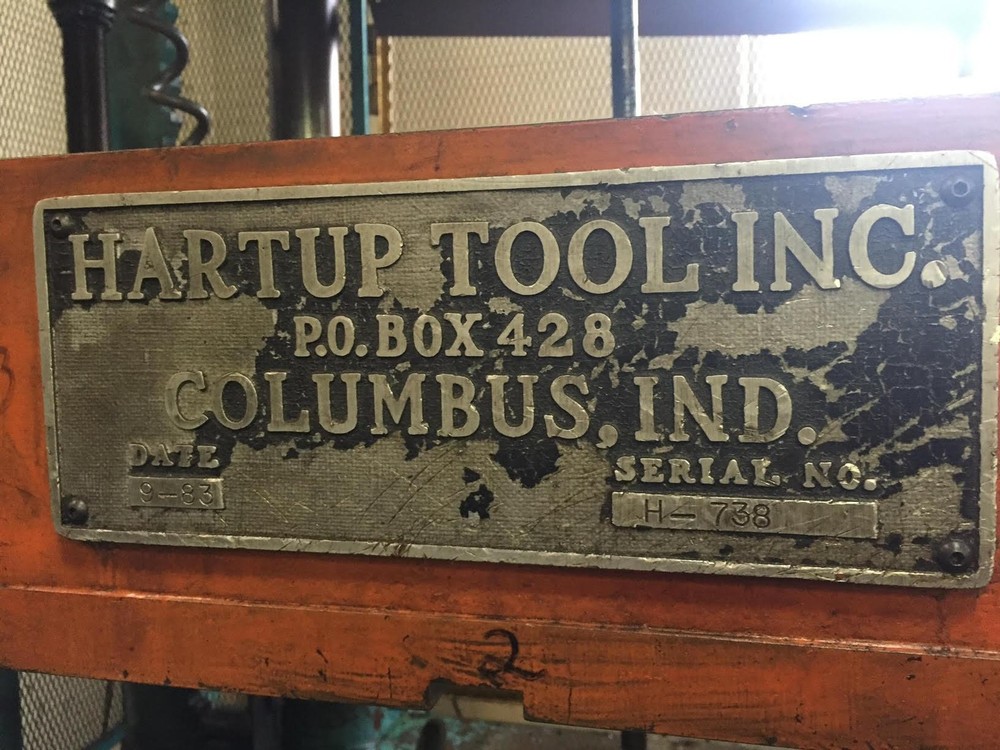 HARTUP TOOL INC.
P.O. BOX 428
COLUMBUS, IND.
DATE
9-83
SERIAL NO.
H- 738
2